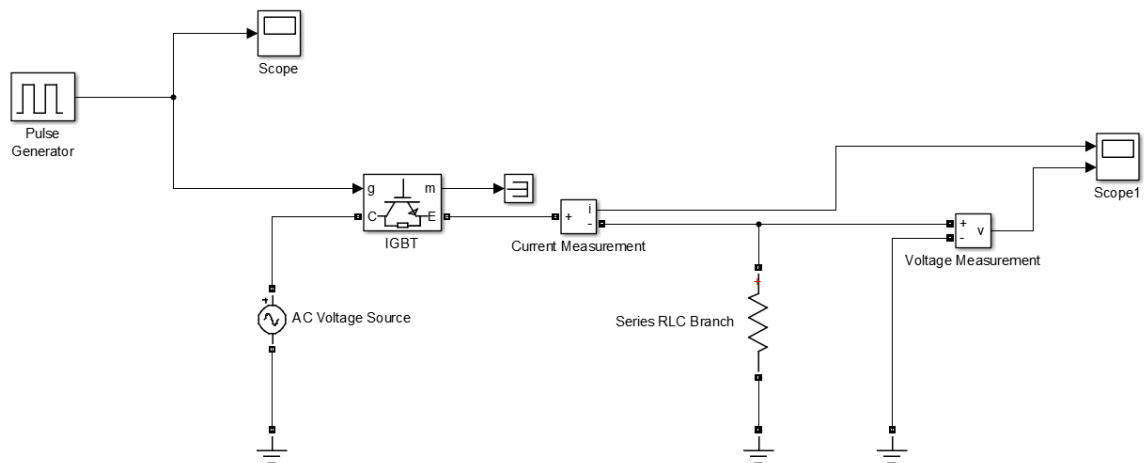 Scope
Pulse
Generator
Scope1
g
m
C
E
IGBT
+
i
-
Current Measurement
+
-
v
Voltage Measurement
+
AC Voltage Source
+
Series RLC Branch